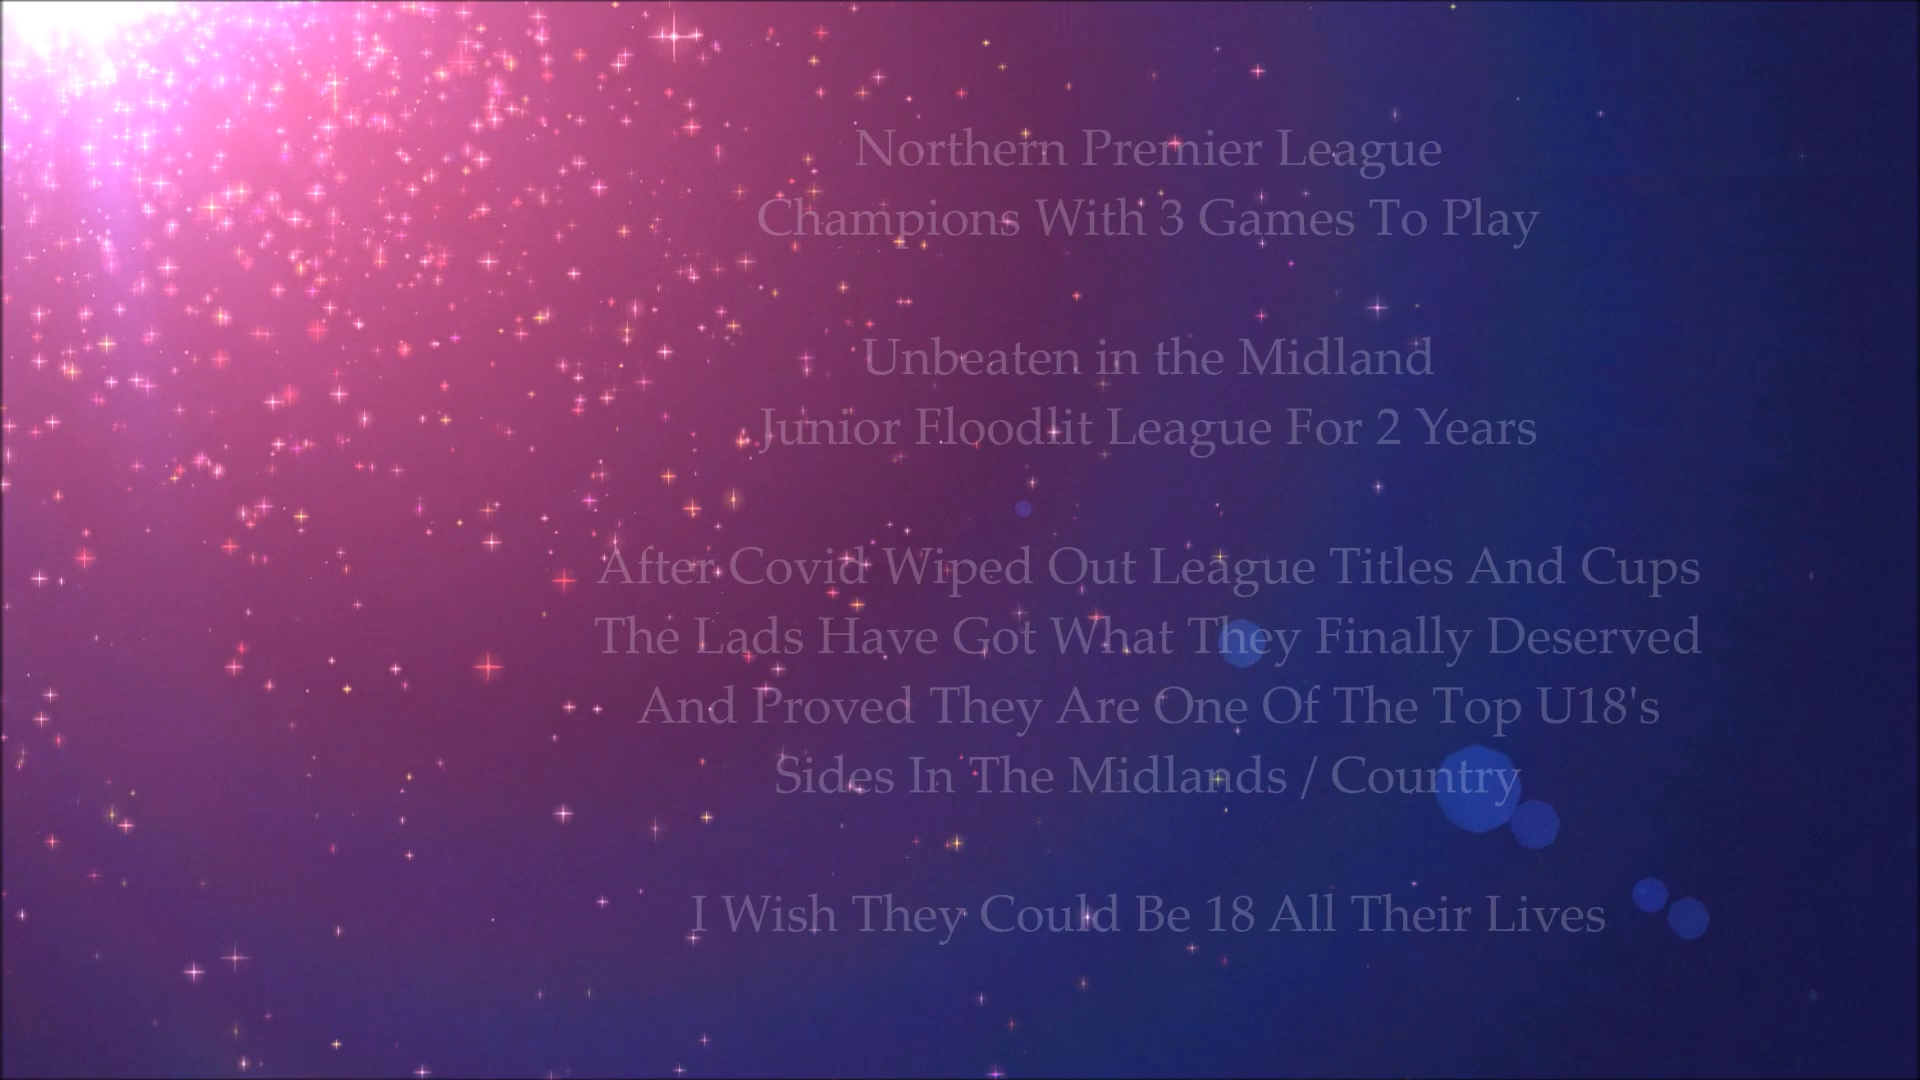 Northern Premier League
Champions With 3 Games To Play
Unbeaten in the Midland
Junior Floodlit League For 2 Years
After Covid Wiped Out League Titles And Cups
The Lads Have Got What They Finally Deserved
And Proved They Are One Of The Top U18's
Sides In The Midlands / Country
I Wish They Could Be 18 All Their Lives